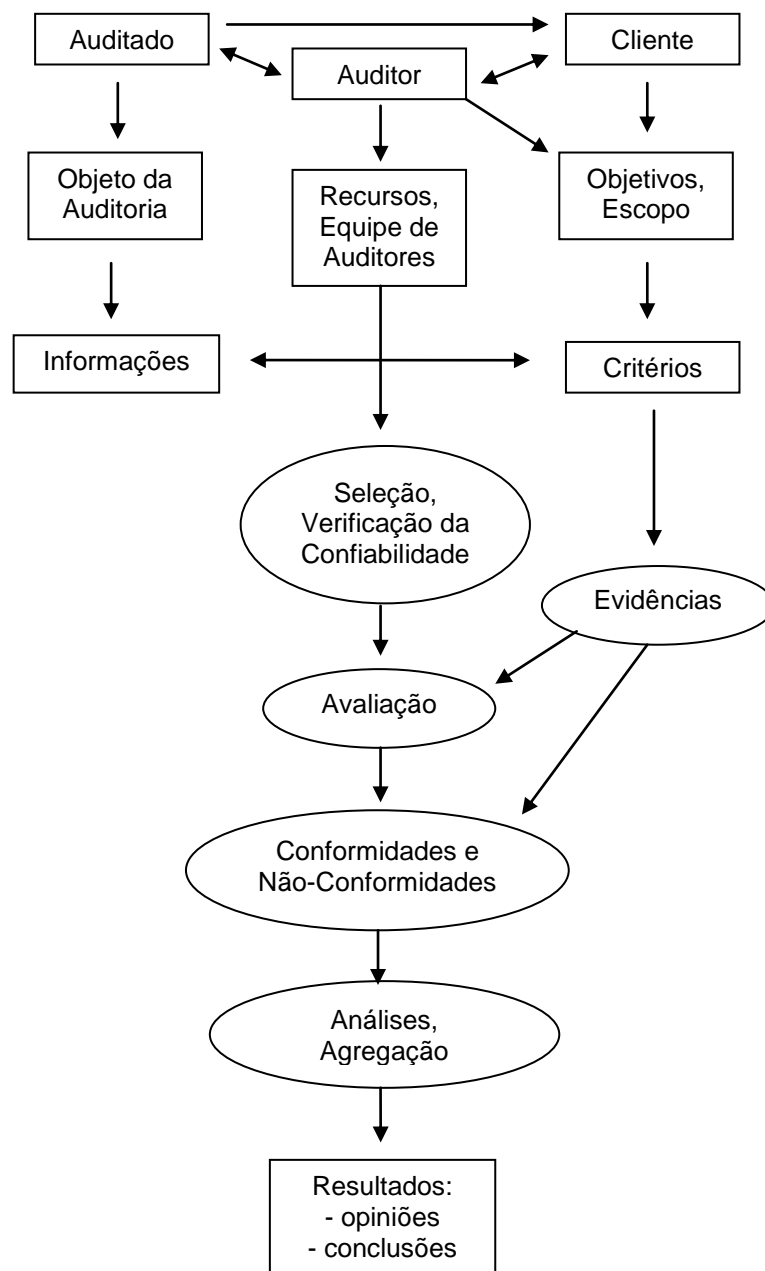 Auditado
Cliente
Auditor
Objeto da
Auditoria
Recursos,
Equipe de
Auditores
Objetivos,
Escopo
Informações
Critérios
Seleção,
Verificação da
Confiabilidade
Evidências
Avaliação
Conformidades e
Não-Conformidades
Análises,
Agregação
Resultados:
- opiniões
- conclusões